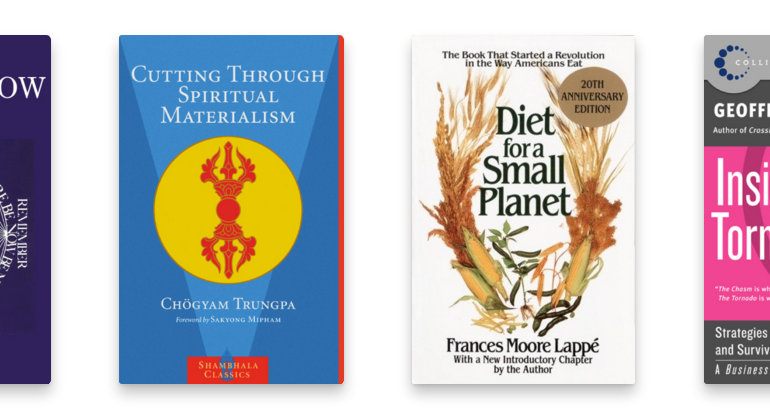 OW
REMEMBER
CUTTING THROUGH
SPIRITUAL
MATERIALISM
CHÖGYAM TRUNGPA
Foreword by SAKYONG MIPHAM
SHAMBHALA
CLASSICS
The Book That Started a Revolution
in the Way Americans Eat
20TH
ANNIVERSARY
EDITION
Diet
for a
Small
Planet
Frances Moore Lappé
With a New Introductory Chapter
by the Author
COLLI
GEOFF
Author of Cross
Insi
Torn
"The Chasm is wh
The Tornado is w
Strategies
and Surviv
A Business